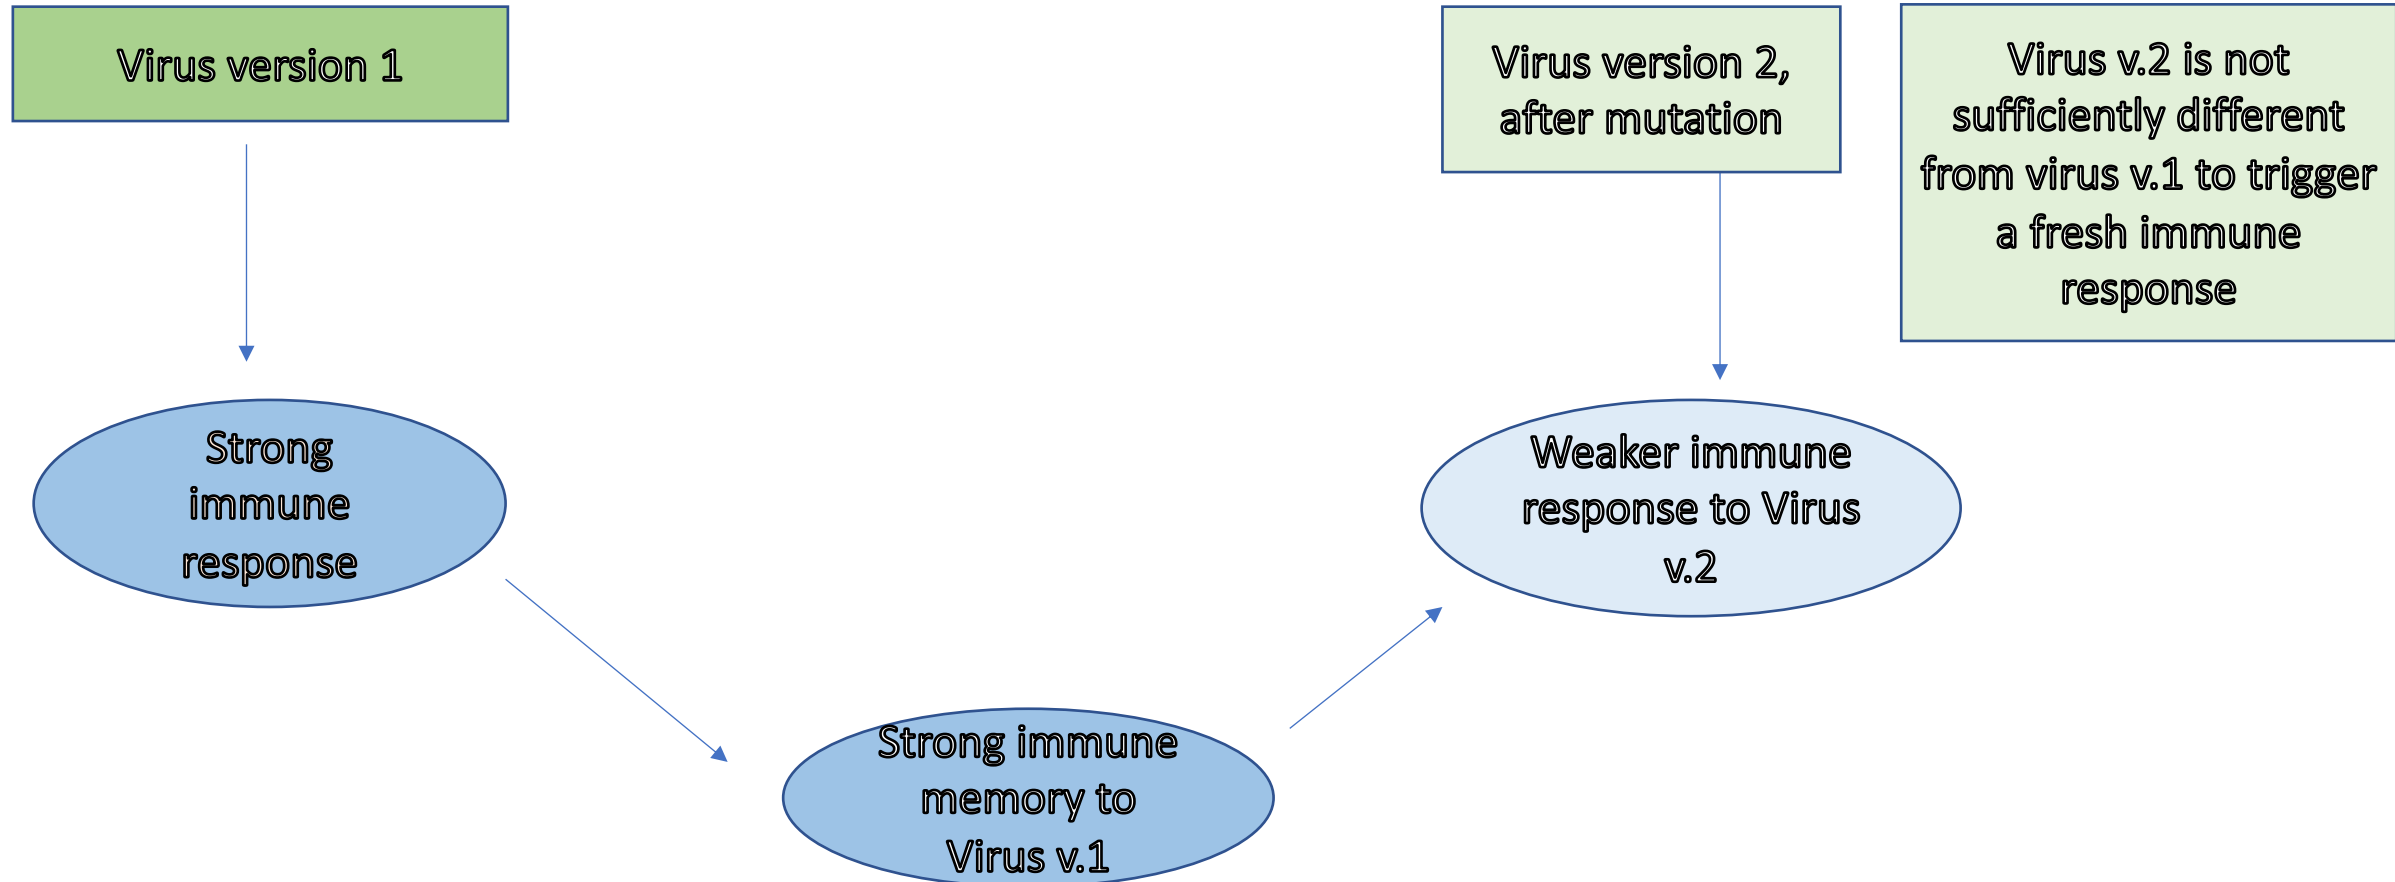 Virus version 1
Virus version 2,
after mutation
Virus v.2 is not
sufficiently different
from virus v.1 to trigger
a fresh immune
response
Strong
immune
response
Weaker immune
response to Virus
v.2
Strong immune
memory to
Virus v.1